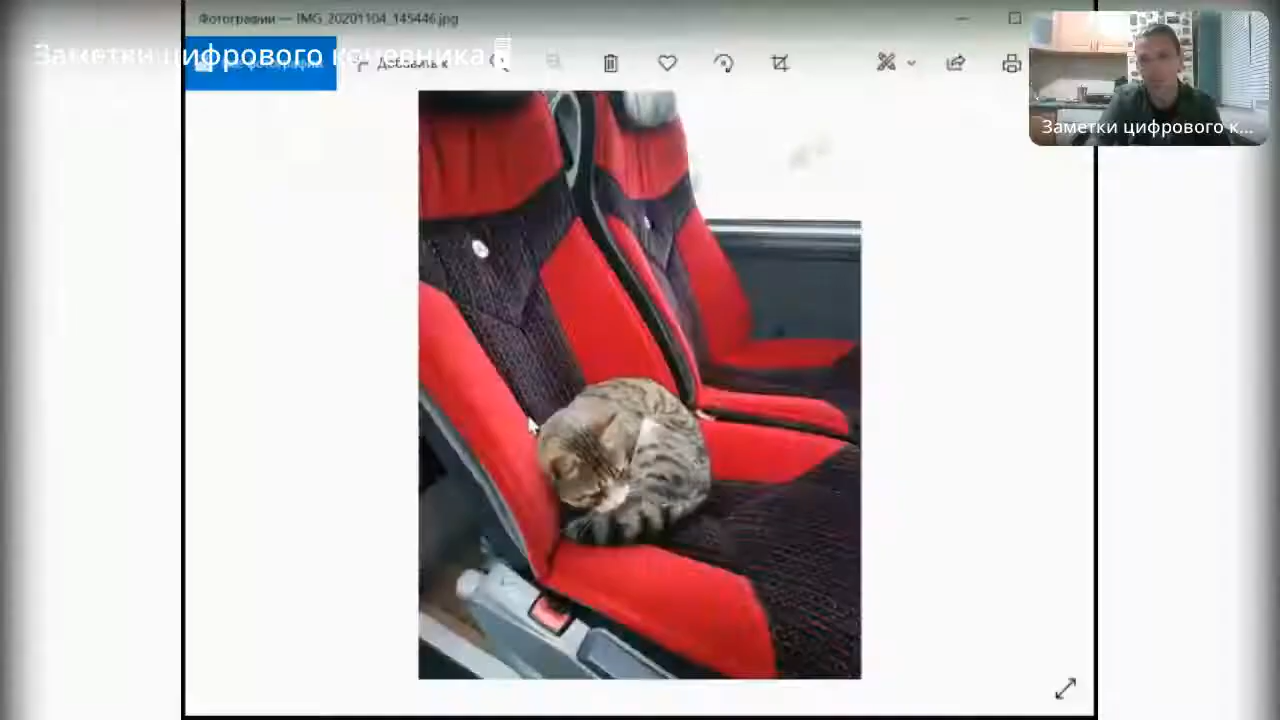 Фотографии — IMG_20201104_145446.jpg
Заметки цифрового кочевника
Добавить к
Заметки цифрового к...